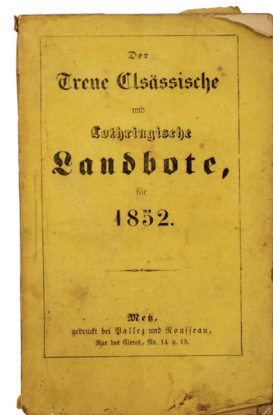 Der
Treue Elsässische
und
Lothringische
Landbote,
für
1852.
Metz,
gedruckt bei Pallez und Rousseau,
Rue des Clercs, Nr. 14 u. 15.